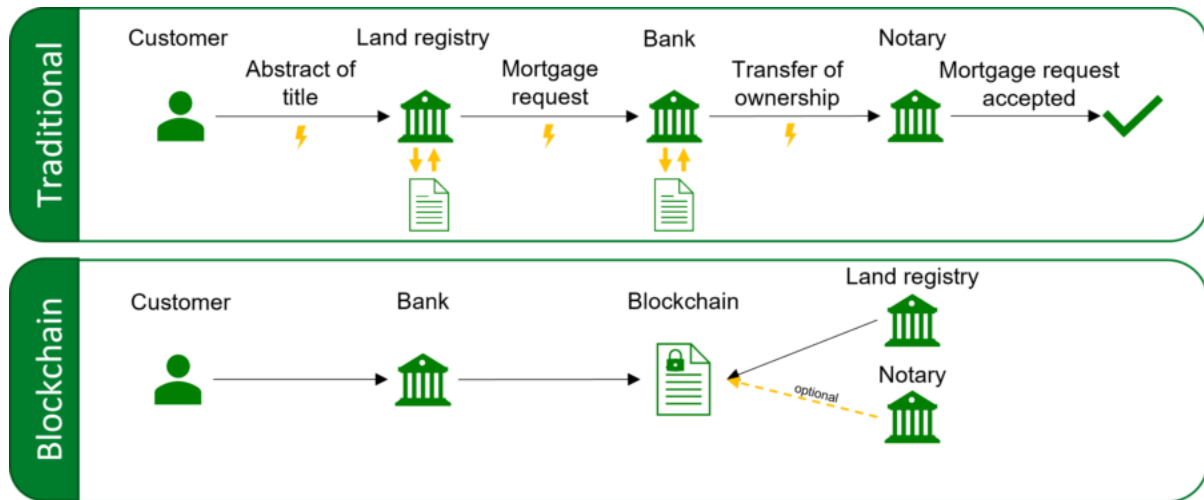 Traditional
Customer
Abstract of
title
Land registry
Mortgage
request
Bank
Transfer of
ownership
Notary
Mortgage request
accepted
Blockchain
Customer
Bank
Blockchain
Land registry
optional
Notary